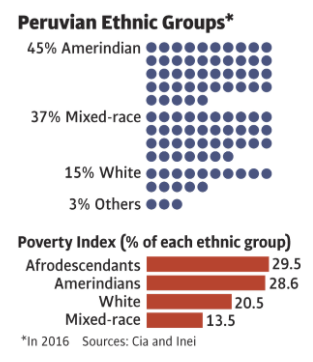 Peruvian Ethnic Groups*
45% Amerindian
37% Mixed-race
15% White
3% Others
Poverty Index (% of each ethnic group)
Afrodescendants 29.5
Amerindians 28.6
White 20.5
Mixed-race 13.5
*In 2016 Sources: Cia and Inei